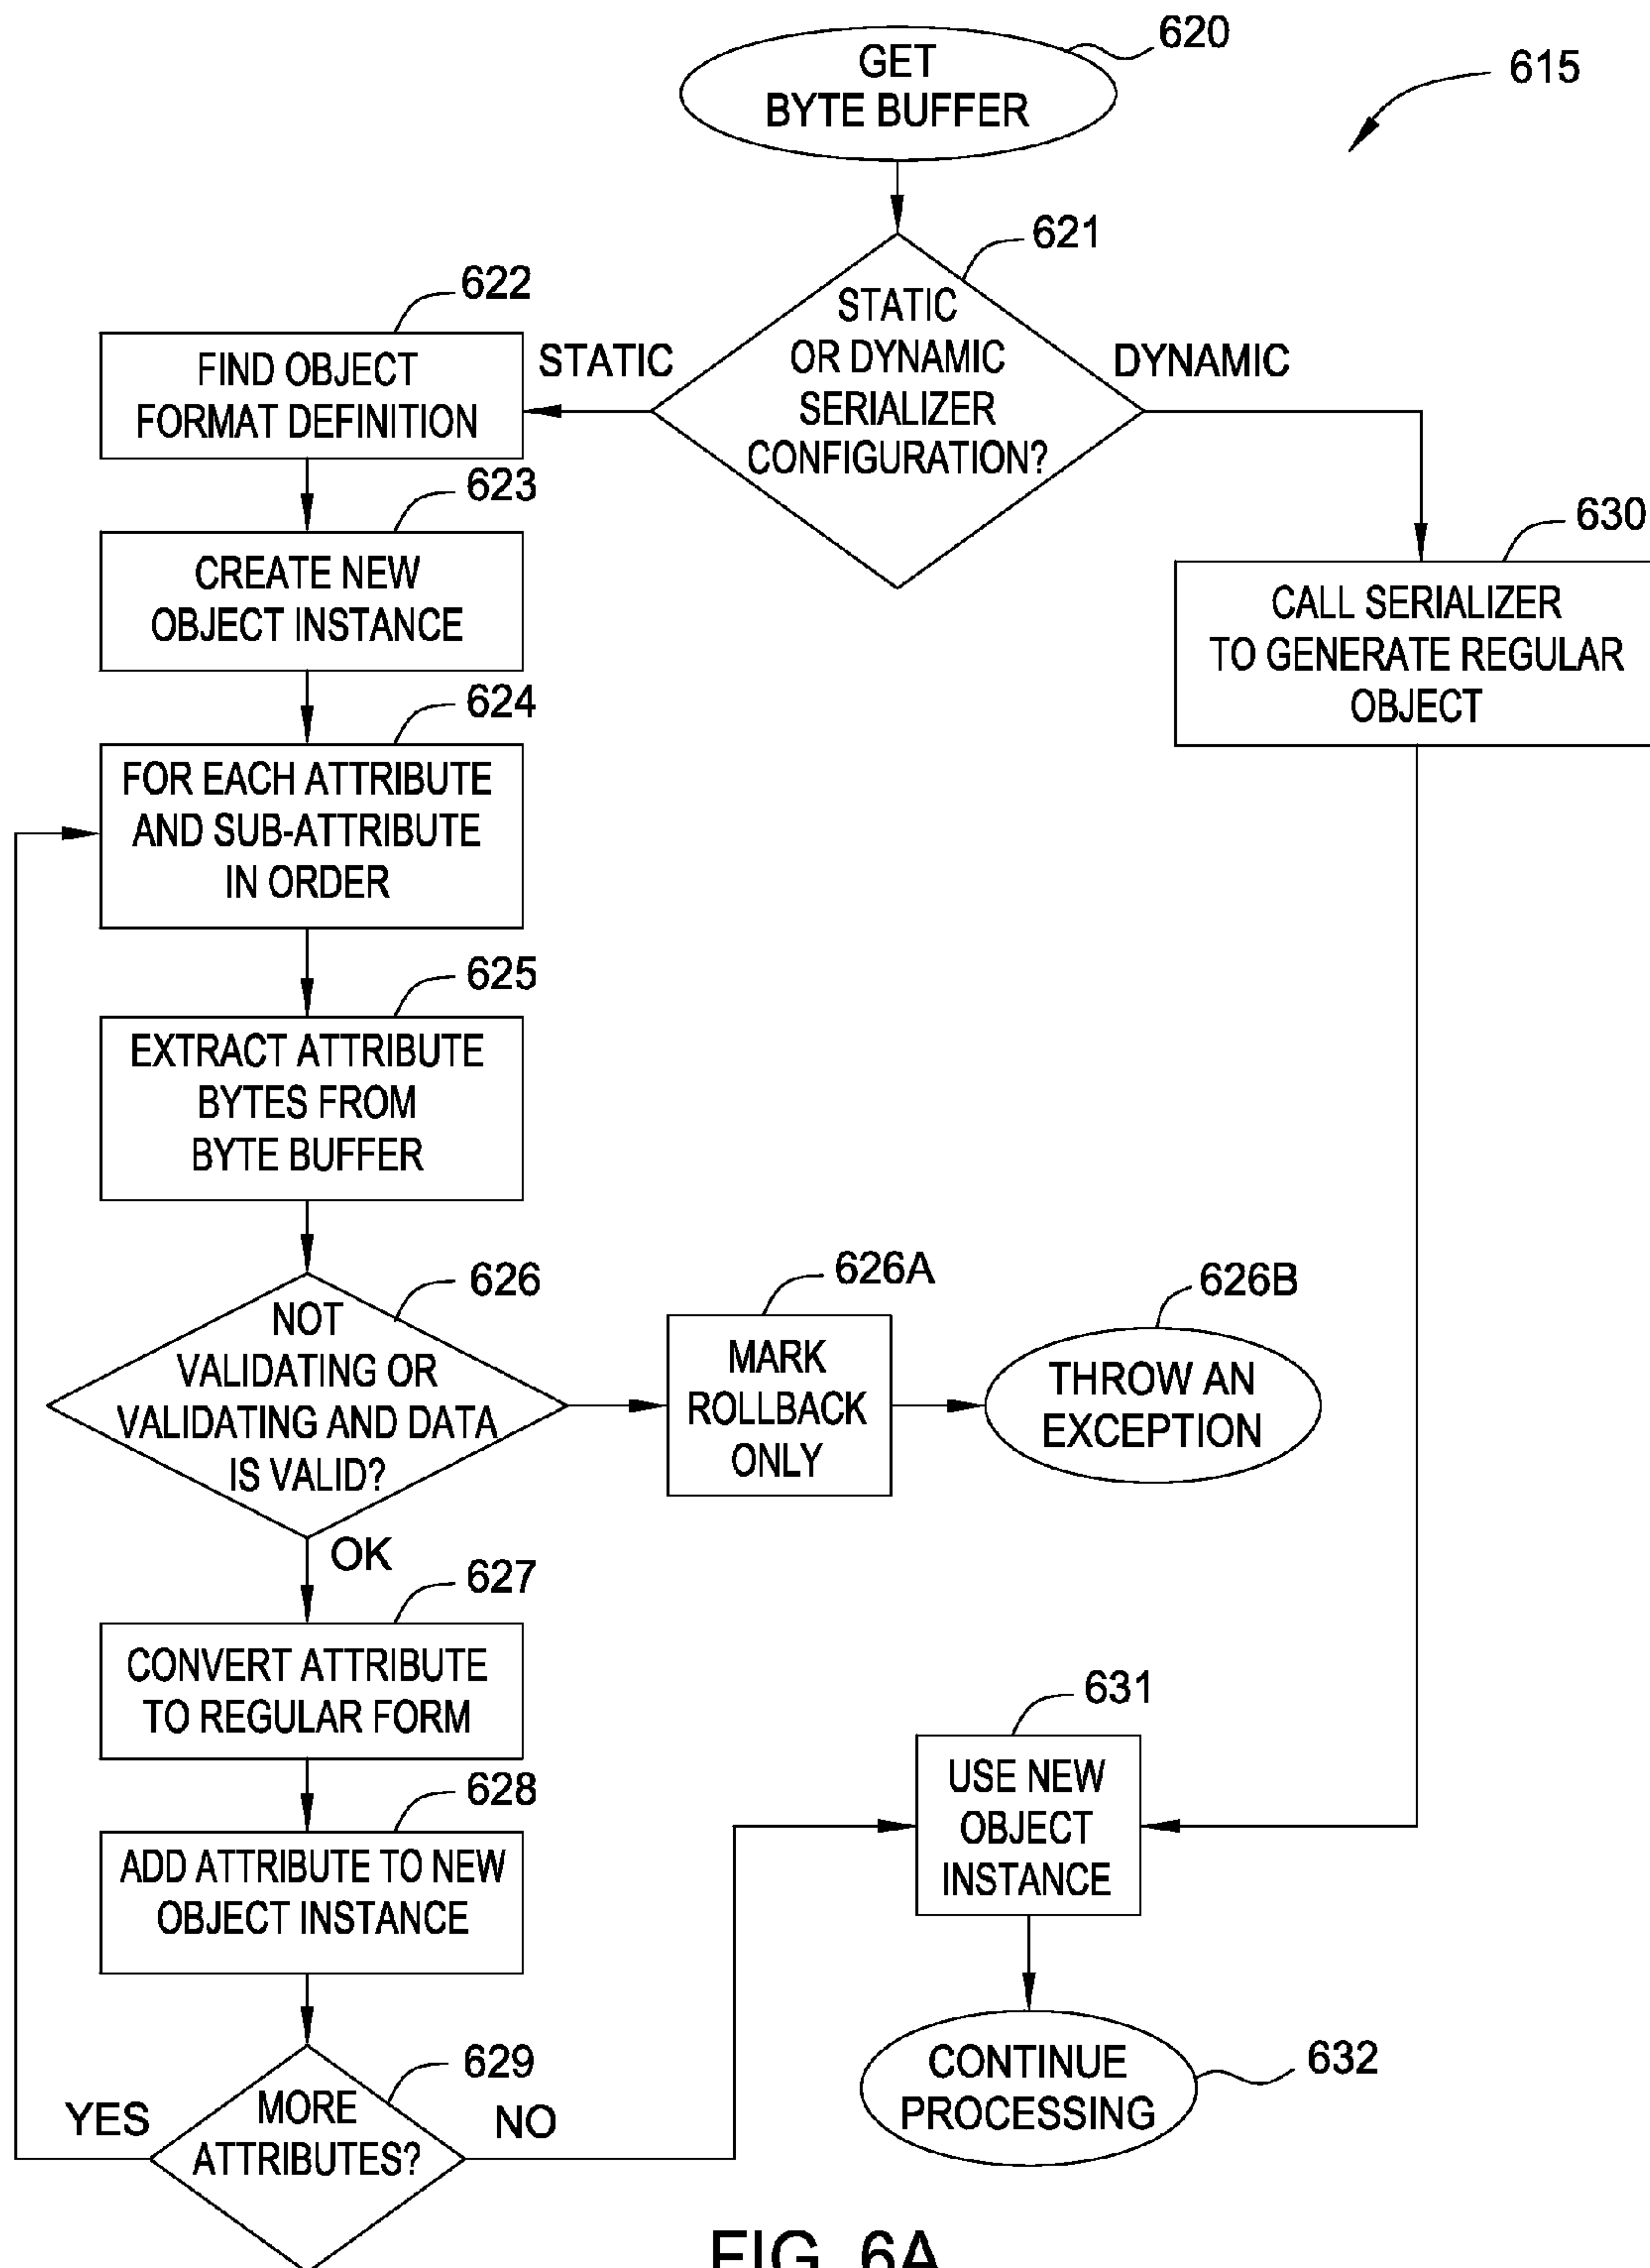 620
GET
BYTE BUFFER
615
621
STATIC
OR DYNAMIC
SERIALIZER
CONFIGURATION?
STATIC
DYNAMIC
622
FIND OBJECT
FORMAT DEFINITION
623
CREATE NEW
OBJECT INSTANCE
630
CALL SERIALIZER
TO GENERATE REGULAR
OBJECT
624
FOR EACH ATTRIBUTE
AND SUB-ATTRIBUTE
IN ORDER
625
EXTRACT ATTRIBUTE
BYTES FROM
BYTE BUFFER
626
NOT
VALIDATING OR
VALIDATING AND DATA
IS VALID?
626A
MARK
ROLLBACK
ONLY
626B
THROW AN
EXCEPTION
OK
627
CONVERT ATTRIBUTE
TO REGULAR FORM
628
ADD ATTRIBUTE TO NEW
OBJECT INSTANCE
631
USE NEW
OBJECT
INSTANCE
629
MORE
ATTRIBUTES?
YES
NO
632
CONTINUE
PROCESSING
FIG. 6A